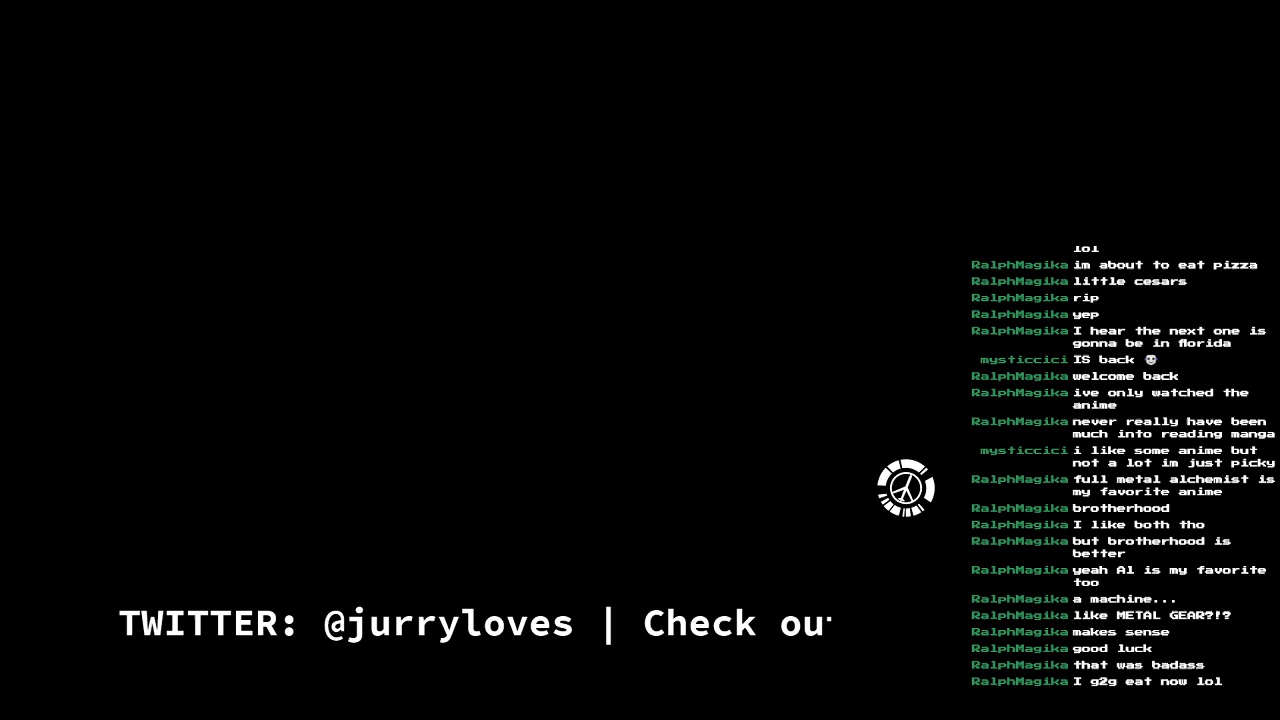 lol
RalphMagika im about to eat pizza
RalphMagika little cesars
RalphMagika rip
RalphMagika yep
RalphMagika I hear the next one is
gonna be in florida
mysticcici IS back 💀
RalphMagika welcome back
RalphMagika ive only watched the
anime
RalphMagika never really have been
much into reading manga
mysticcici i like some anime but
not a lot im just picky
RalphMagika full metal alchemist is
my favorite anime
RalphMagika brotherhood
RalphMagika I like both tho
RalphMagika but brotherhood is
better
RalphMagika yeah Al is my favorite
too
RalphMagika a machine...
RalphMagika like METAL GEAR?!?
RalphMagika makes sense
RalphMagika good luck
RalphMagika that was badass
RalphMagika I g2g eat now lol
TWITTER: @jurryloves | Check ou